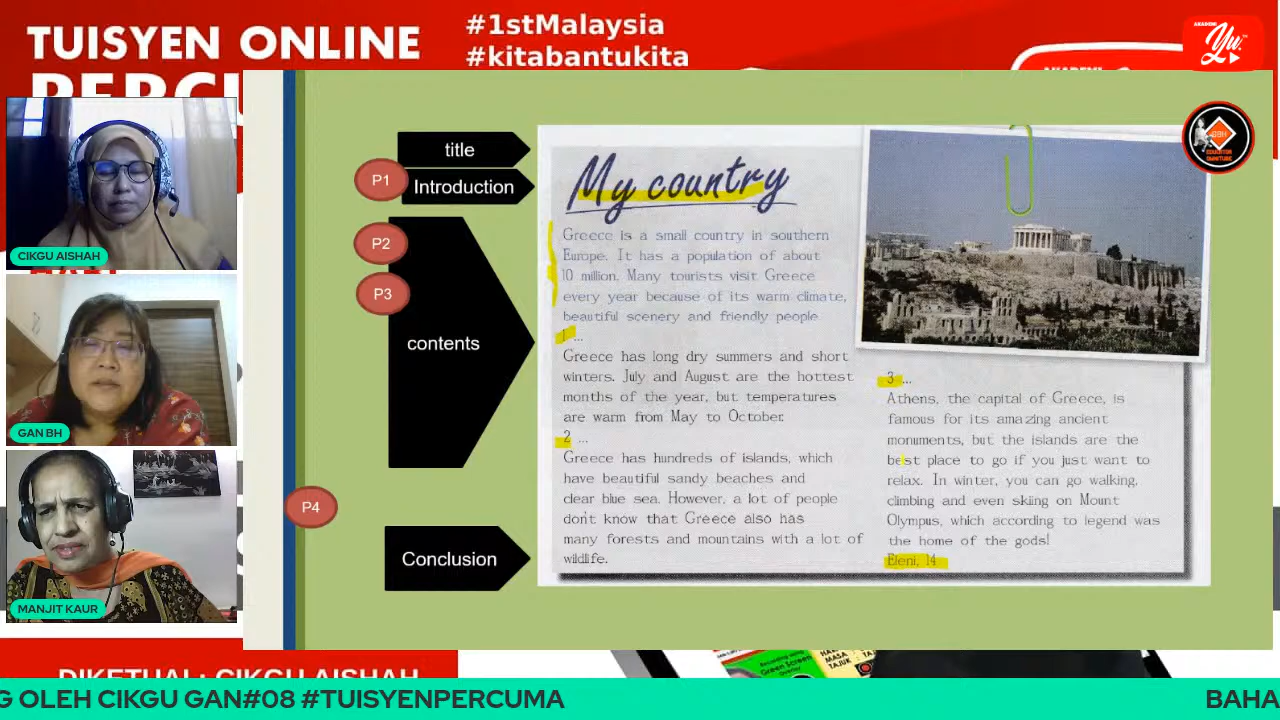 TUISYEN ONLINE
#1stMalaysia
#kitabantukita
AKADEMI
Yu.
CIKGU AISHAH
GAN BH
MANJIT KAUR
title
P1
Introduction
P2
P3
contents
P4
Conclusion
My country
Greece is a small country in southern
Europe. It has a population of about
10 million. Many tourists visit Greece
every year because of its warm climate,
beautiful scenery and friendly people
1 ...
Greece has long dry summers and short
winters. July and August are the hottest
months of the year, but temperatures
are warm from May to October.
2 ...
Greece has hundreds of islands, which
have beautiful sandy beaches and
clear blue sea. However, a lot of people
don't know that Greece also has
many forests and mountains with a lot of
wildlife.
3 ...
Athens, the capital of Greece, is
famous for its amazing ancient
monuments, but the islands are the
best place to go if you just want to
relax. In winter, you can go walking,
climbing and even skiing on Mount
Olympus, which according to legend was
the home of the gods!
Eleni, 14
DIKETUAI : CIKGU AISHAH
G OLEH CIKGU GAN#08 #TUISYENPERCUMA
BAHA